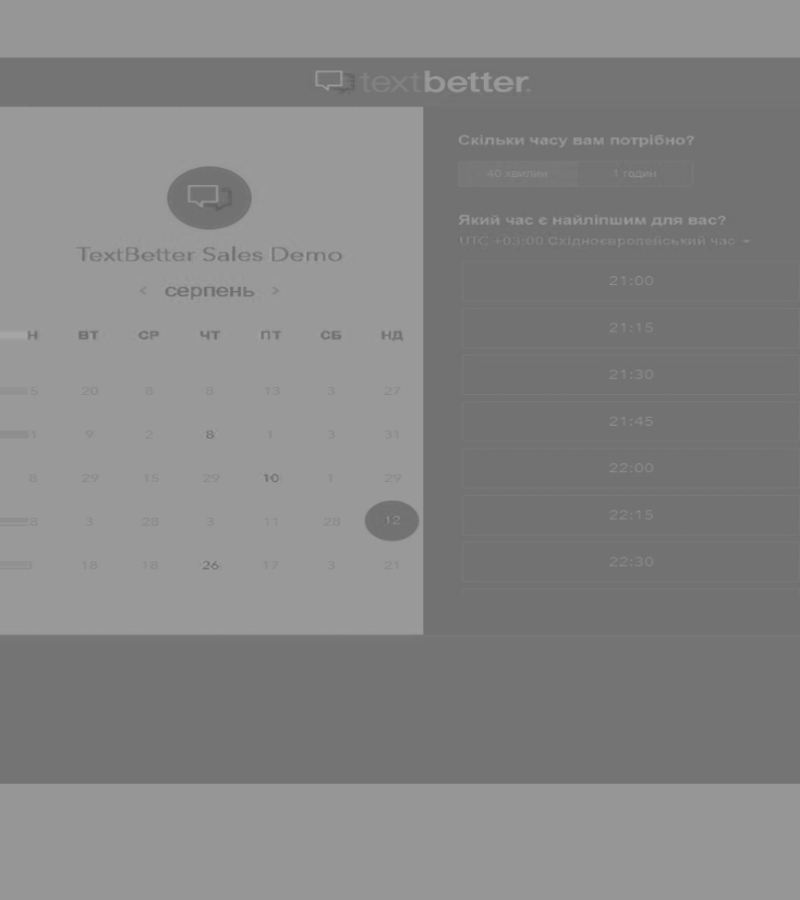 textbetter.
TextBetter Sales Demo
< серпень >
Н ВТ СР ЧТ ПТ СБ НД
5 20 8 8 13 3 27
1 9 2 8 1 3 31
8 29 15 29 10 1 29
8 3 28 3 11 28 12
18 18 26 17 3 21
Скільки часу вам потрібно?
40 хвилин 1 годин
Який час є найліпшим для вас?
UTC +03:00 Східноєвропейський час
21:00
21:15
21:30
21:45
22:00
22:15
22:30